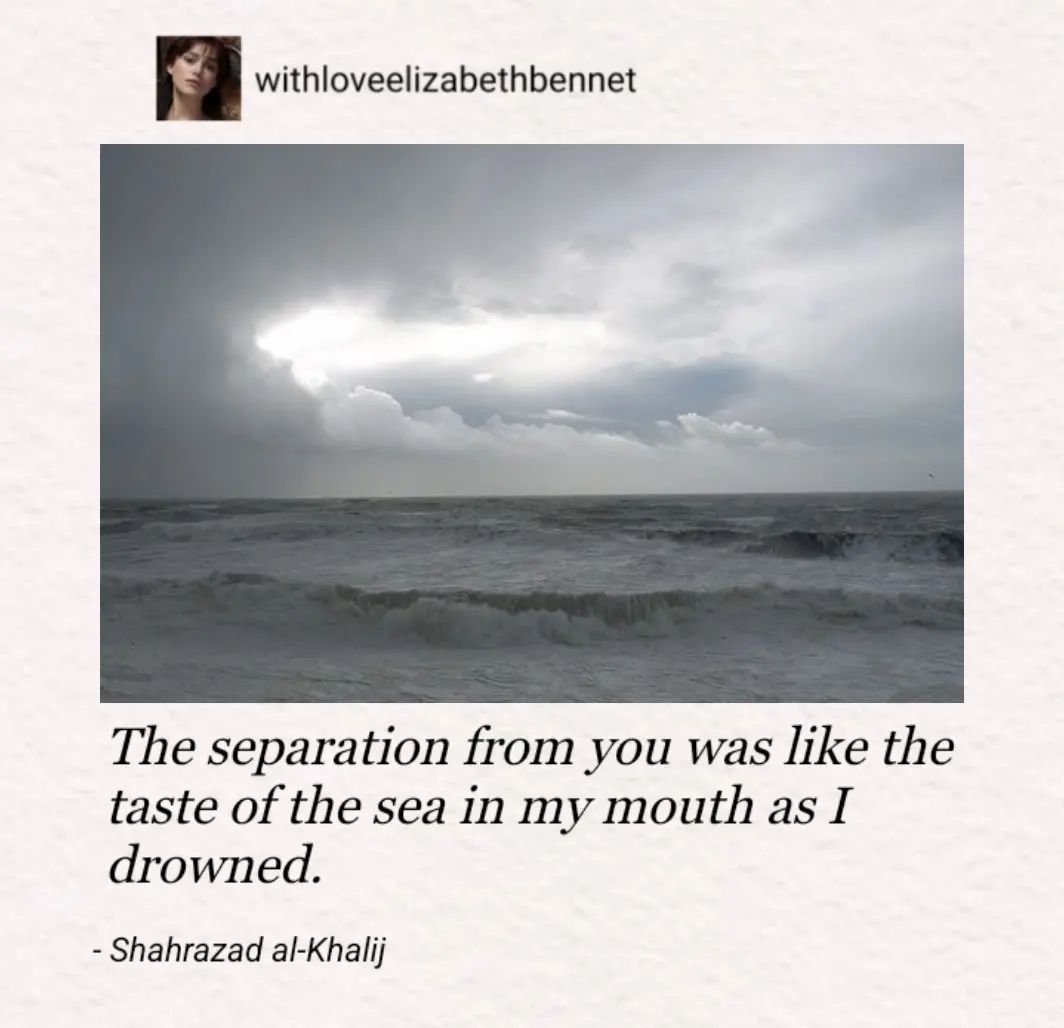 withloveelizabethbennet
The separation from you was like the
taste of the sea in my mouth as I
drowned.
- Shahrazad al-Khalij